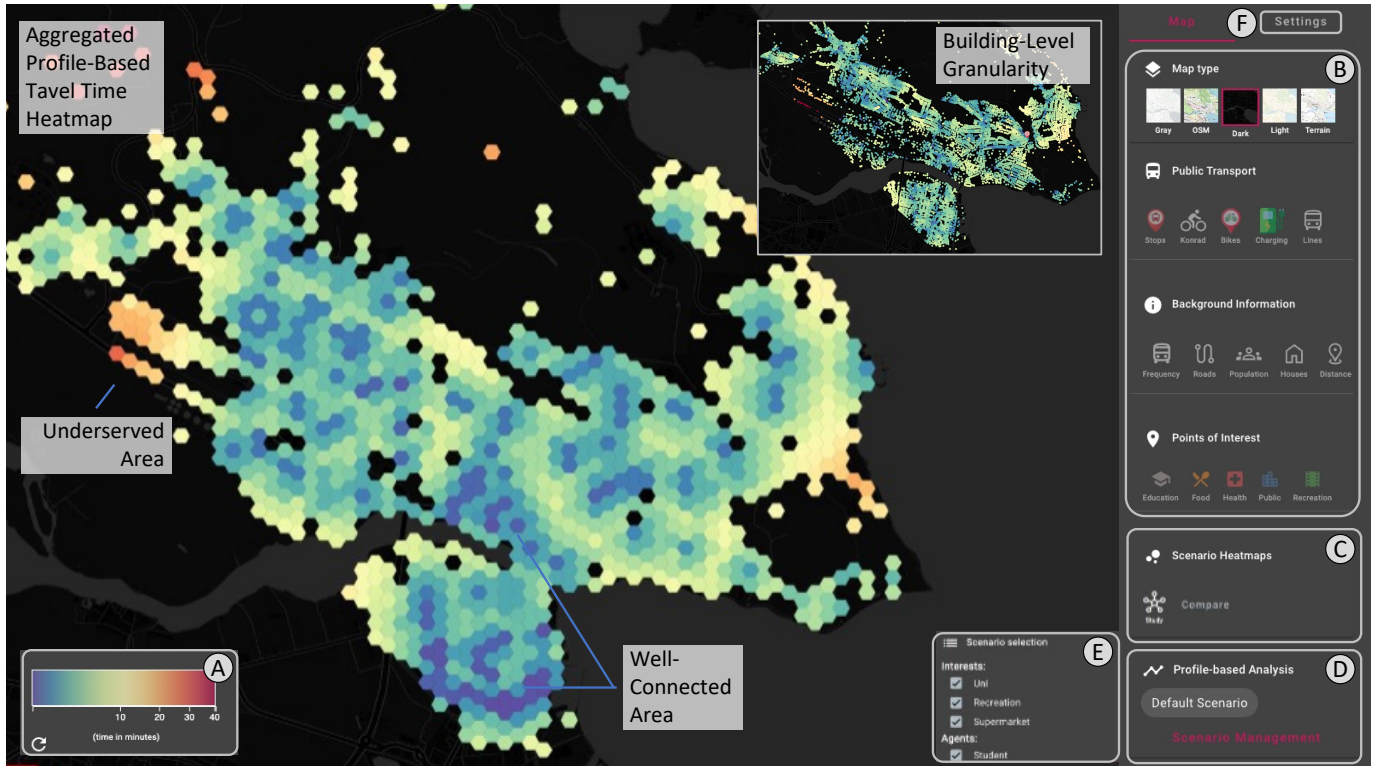 Aggregated
Profile-Based
Tavel Time
Heatmap
Building-Level
Granularity
Underserved
Area
Well-
Connected
Area
A
10 20 30 40
(time in minutes)
Map
F
Settings
B
Map type
Gray OSM Dark Light Terrain
Public Transport
Stops Konrad Bikes Charging Lines
Background Information
Frequency Roads Population Houses Distance
Points of Interest
Education Food Health Public Recreation
C
Scenario Heatmaps
Study
Compare
D
Profile-based Analysis
Default Scenario
Scenario Management
E
Scenario selection
Interests:
Uni
Recreation
Supermarket
Agents:
Student